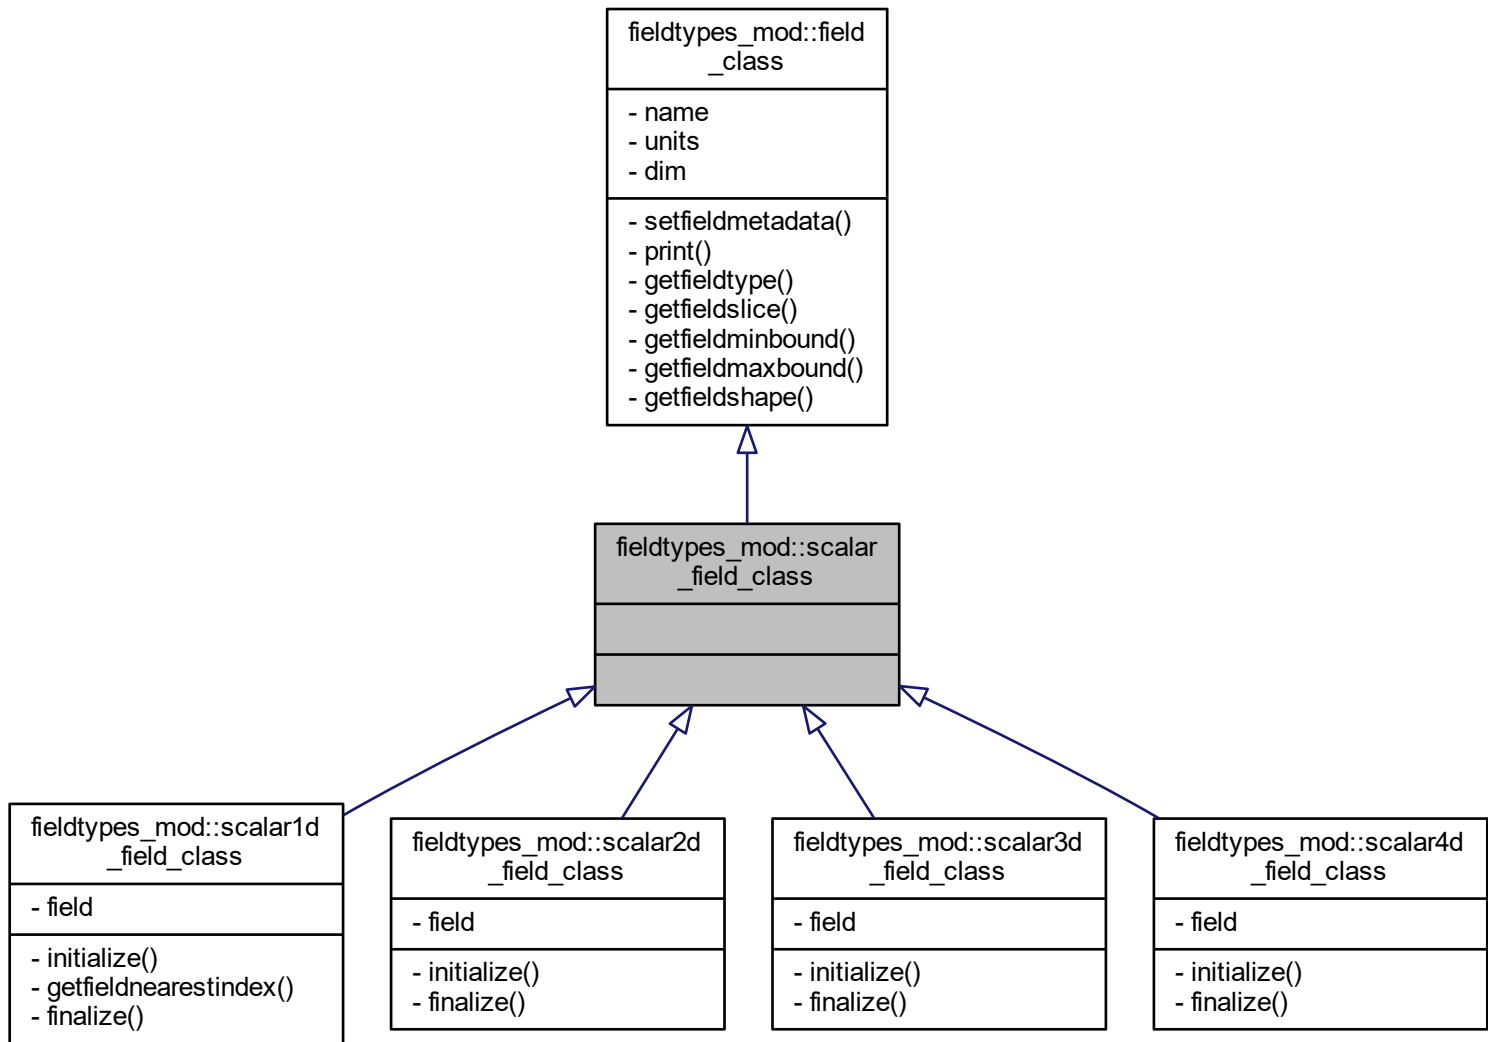 fieldtypes_mod::field
_class
- name
- units
- dim
- setfieldmetadata()
- print()
- getfieldtype()
- getfieldslice()
- getfieldminbound()
- getfieldmaxbound()
- getfieldshape()
fieldtypes_mod::scalar
_field_class
fieldtypes_mod::scalar1d
_field_class
- field
- initialize()
- getfieldnearestindex()
- finalize()
fieldtypes_mod::scalar2d
_field_class
- field
- initialize()
- finalize()
fieldtypes_mod::scalar3d
_field_class
- field
- initialize()
- finalize()
fieldtypes_mod::scalar4d
_field_class
- field
- initialize()
- finalize()